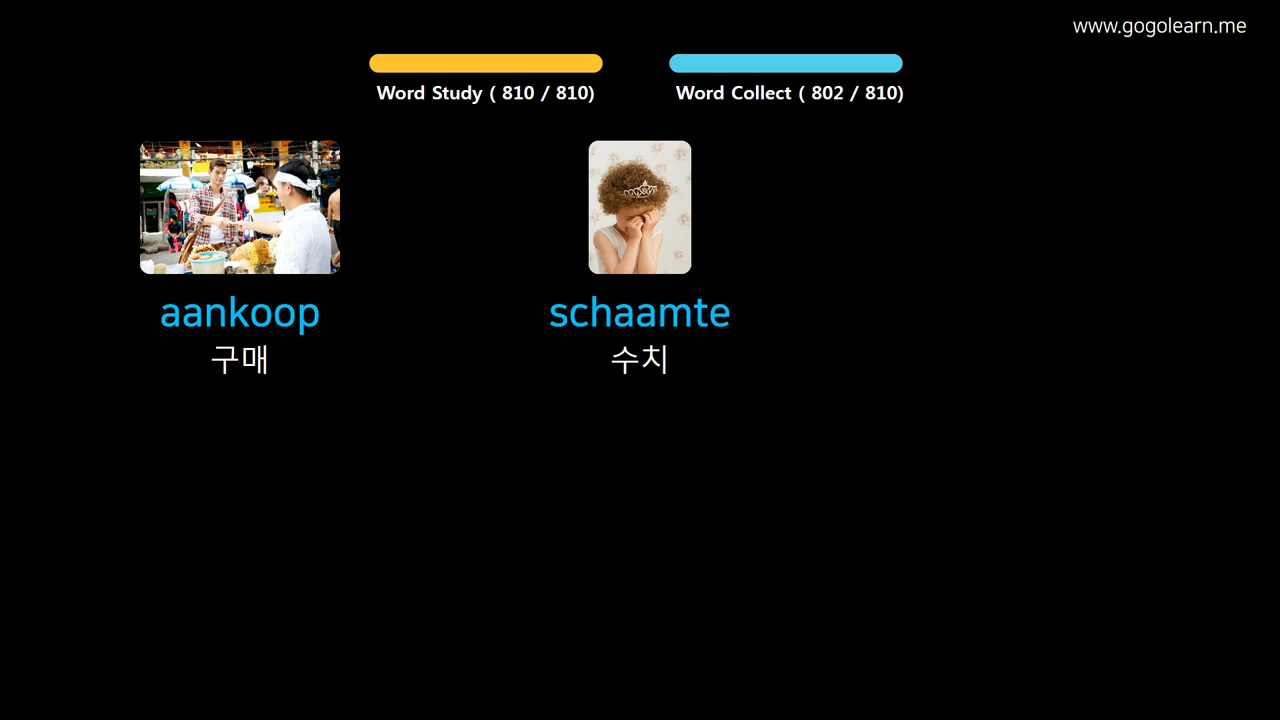 www.gogolearn.me
Word Study ( 810 / 810)
Word Collect ( 802 / 810)
aankoop
구매
schaamte
수치